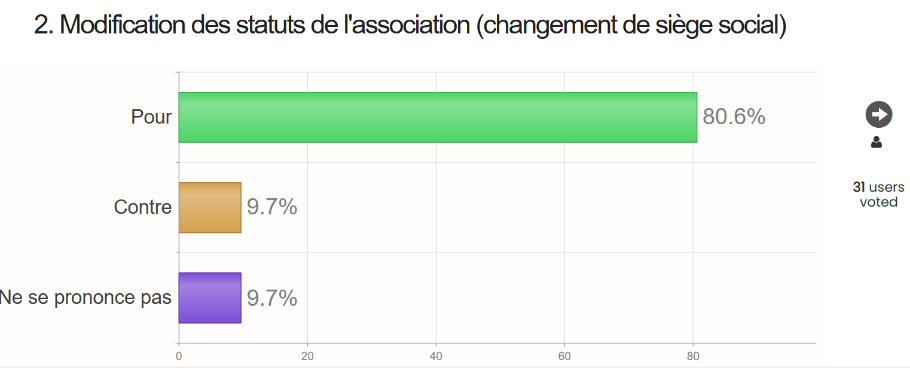 2. Modification des statuts de l'association (changement de siège social)
Pour
80.6%
Contre
9.7%
Ne se prononce pas
9.7%
0
20
40
60
80
31 users
voted